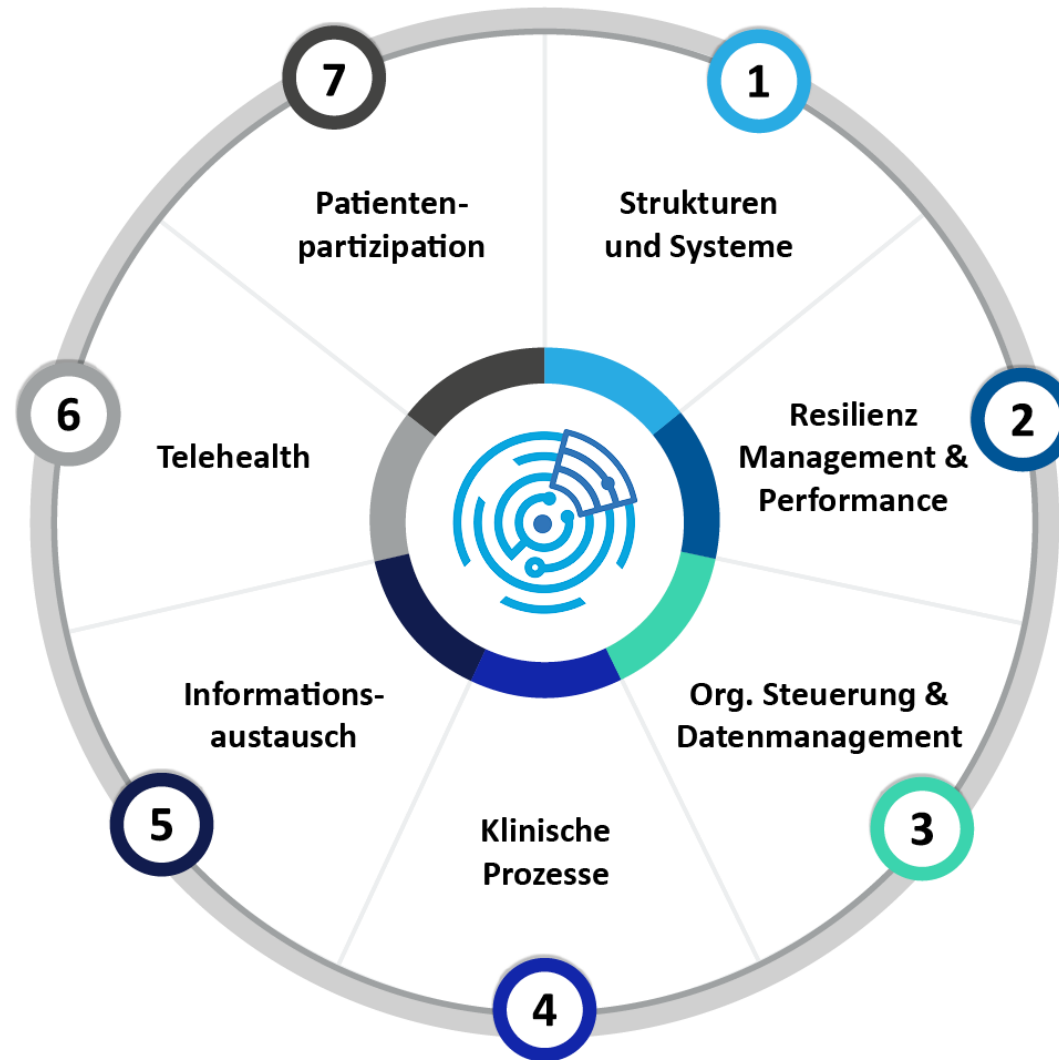 1
Strukturen
und Systeme
2
Resilienz
Management &
Performance
3
Org. Steuerung &
Datenmanagement
4
Klinische
Prozesse
5
Informations-
austausch
6
Telehealth
7
Patienten-
partizipation